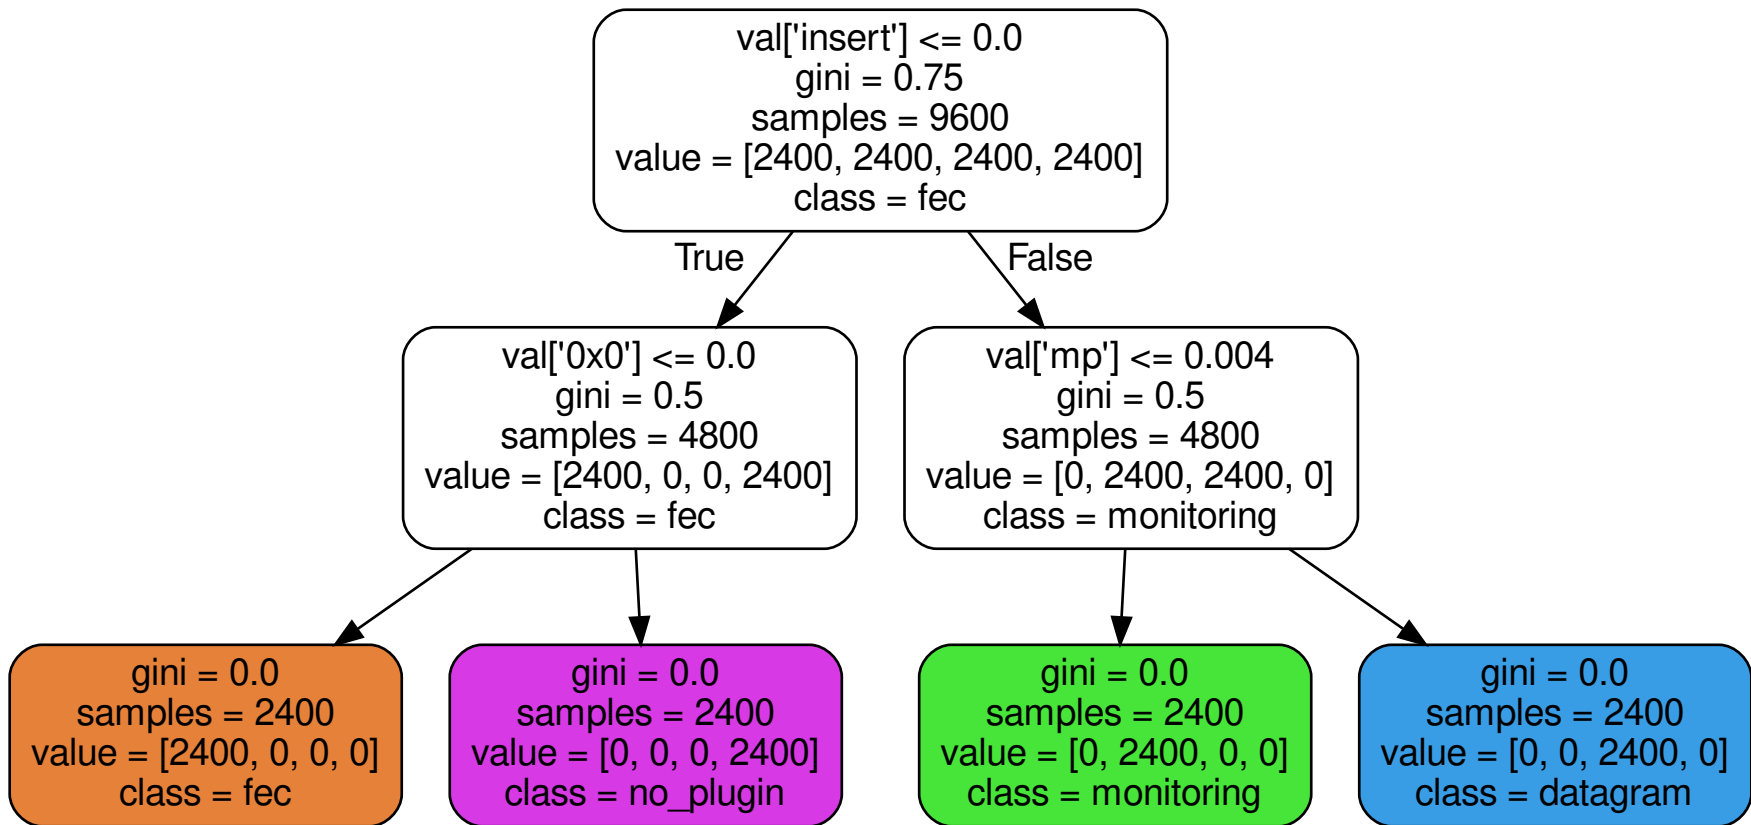 val['insert'] <= 0.0
gini = 0.75
samples = 9600
value = [2400, 2400, 2400, 2400]
class = fec
True
False
val['0x0'] <= 0.0
gini = 0.5
samples = 4800
value = [2400, 0, 0, 2400]
class = fec
val['mp'] <= 0.004
gini = 0.5
samples = 4800
value = [0, 2400, 2400, 0]
class = monitoring
gini = 0.0
samples = 2400
value = [2400, 0, 0, 0]
class = fec
gini = 0.0
samples = 2400
value = [0, 0, 0, 2400]
class = no_plugin
gini = 0.0
samples = 2400
value = [0, 2400, 0, 0]
class = monitoring
gini = 0.0
samples = 2400
value = [0, 0, 2400, 0]
class = datagram